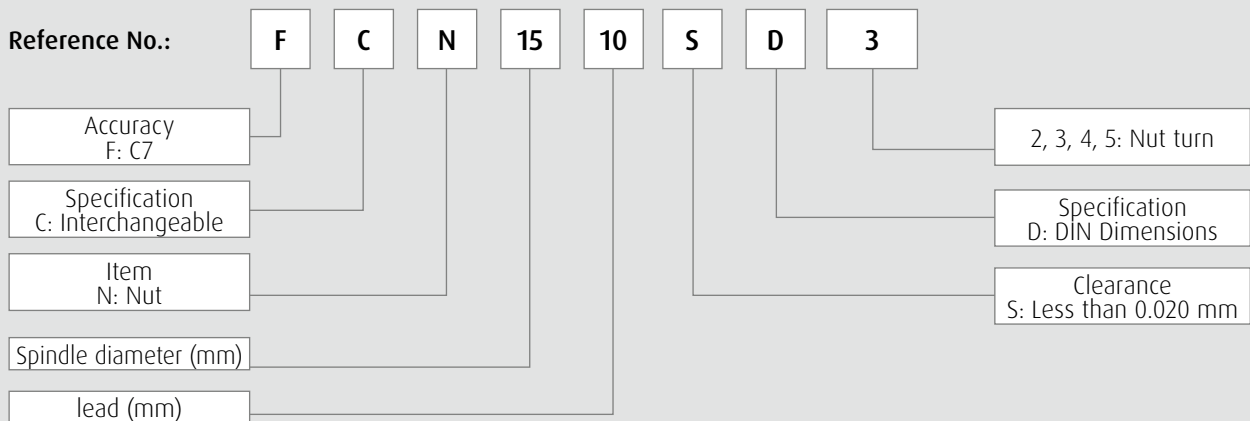 Reference No.: F C N 15 10 S D 3
Accuracy
F: C7
Specification
C: Interchangeable
Item
N: Nut
Spindle diameter (mm)
lead (mm)
2, 3, 4, 5: Nut turn
Specification
D: DIN Dimensions
Clearance
S: Less than 0.020 mm